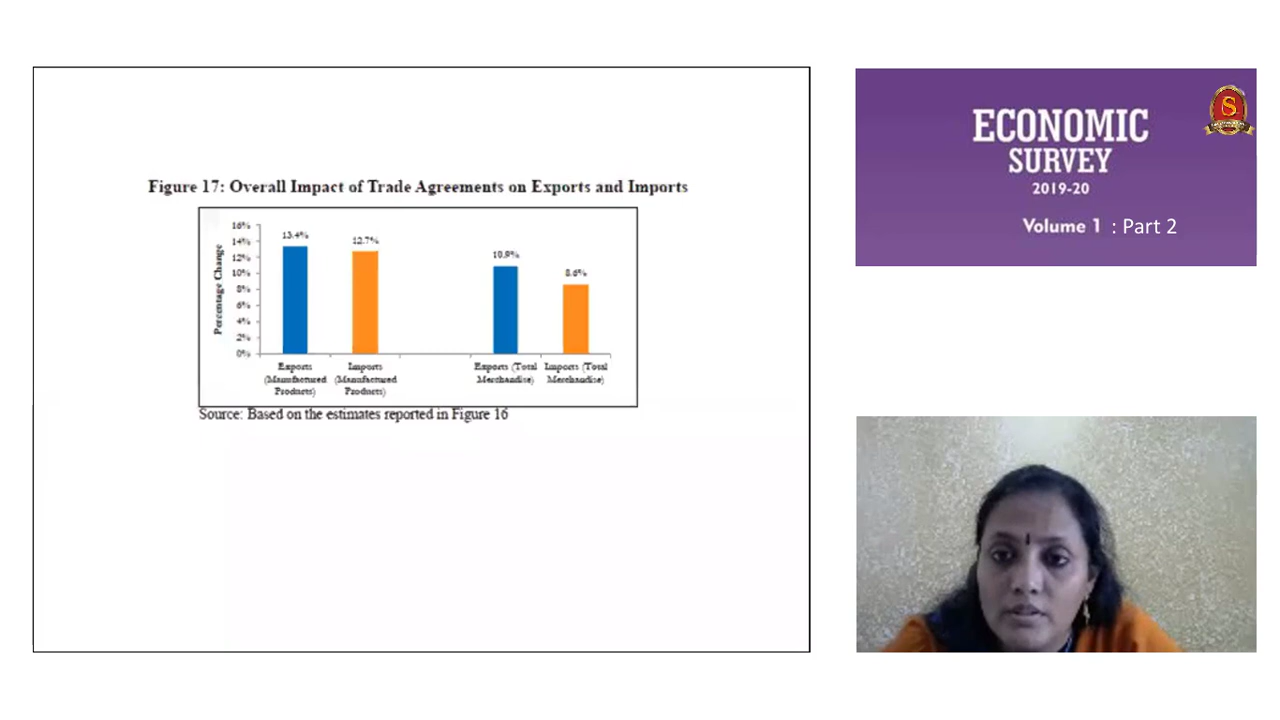 Figure 17: Overall Impact of Trade Agreements on Exports and Imports
Percentage Change
16%
14%
12%
10%
8%
6%
4%
2%
0%
13.4%
12.7%
10.9%
8.6%
Exports
(Manufactured
Products)
Imports
(Manufactured
Products)
Exports (Total
Merchandise)
Imports (Total
Merchandise)
Source: Based on the estimates reported in Figure 16
ECONOMIC
SURVEY
2019-20
Volume 1 : Part 2
S